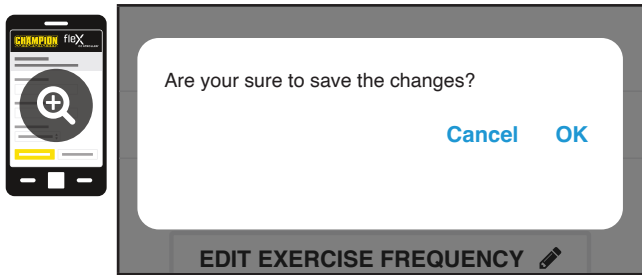 CHAMPION fleX
Are your sure to save the changes?
Cancel OK
EDIT EXERCISE FREQUENCY